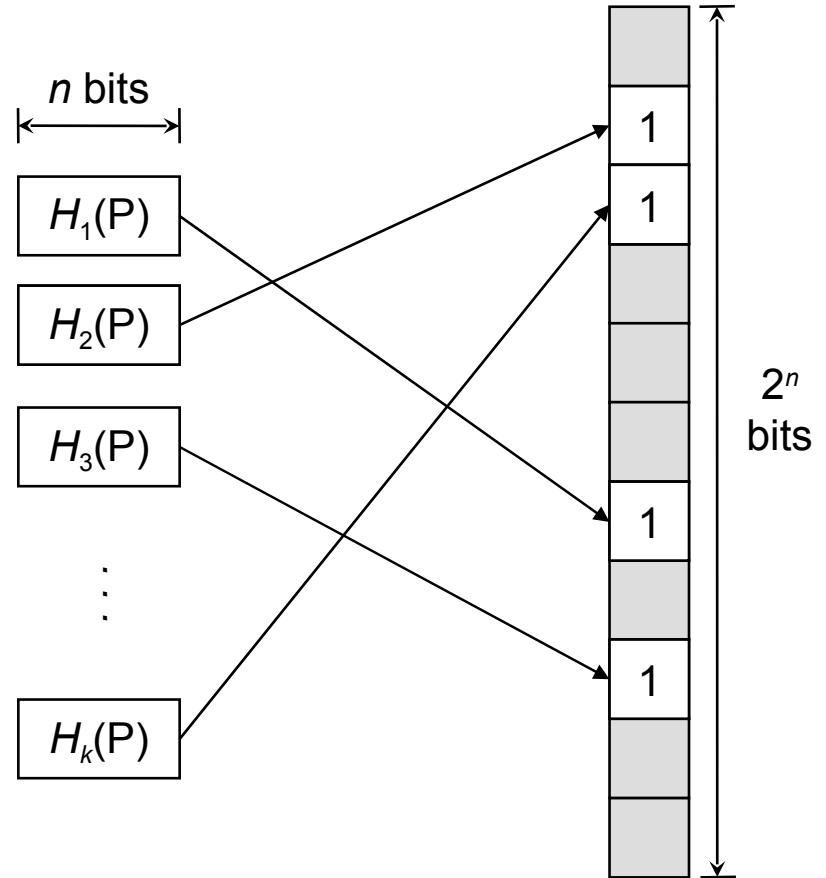 n bits
H₁(P)
H₂(P)
H₃(P)
⋮
Hₖ(P)
1
1
1
1
2ⁿ
bits